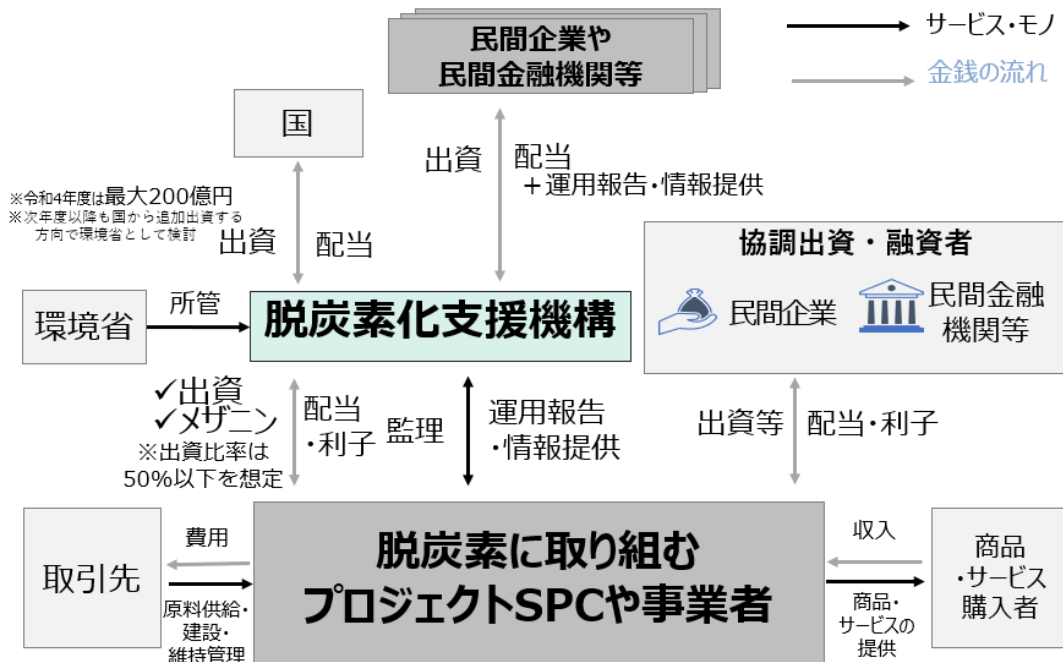 民間企業や
民間金融機関等
サービス・モノ
金銭の流れ
国
出資
配当
＋運用報告・情報提供
※令和4年度は最大200億円
※次年度以降も国から追加出資する
方向で環境省として検討
出資
配当
協調出資・融資者
民間企業
民間金融
機関等
環境省
所管
脱炭素化支援機構
✓出資
✓メザニン
※出資比率は
50%以下を想定
配当
・利子
監理
運用報告
・情報提供
出資等
配当・利子
取引先
費用
原料供給・
建設・
維持管理
脱炭素に取り組む
プロジェクトSPCや事業者
収入
商品・
サービスの
提供
商品
・サービス
購入者